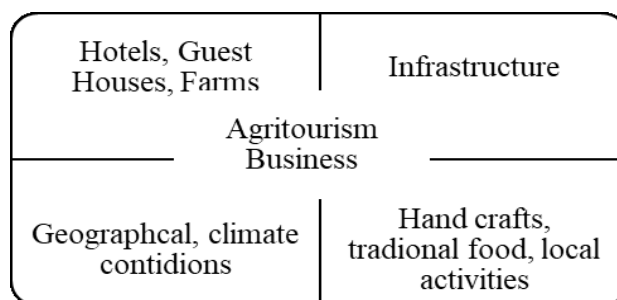 Hotels, Guest
Houses, Farms
Infrastructure
Agritourism
Business
Geographcal, climate
contidions
Hand crafts,
tradional food, local
activities